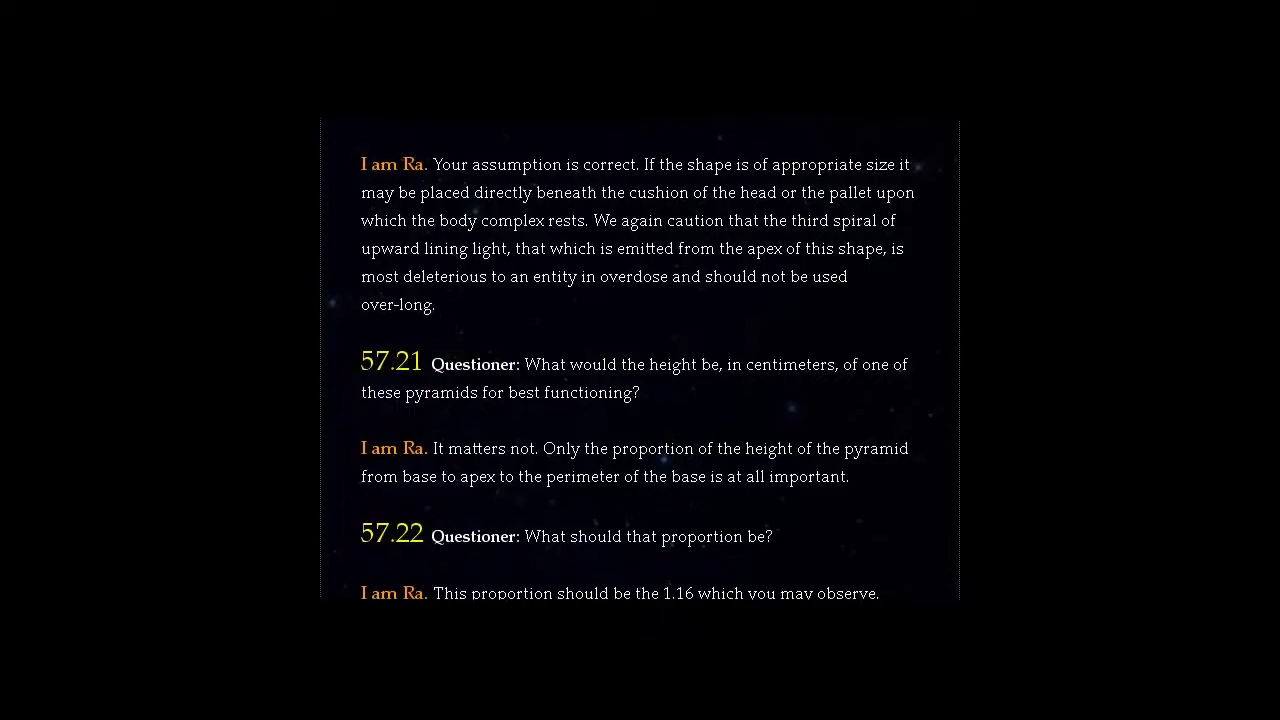 I am Ra. Your assumption is correct. If the shape is of appropriate size it
may be placed directly beneath the cushion of the head or the pallet upon
which the body complex rests. We again caution that the third spiral of
upward lining light, that which is emitted from the apex of this shape, is
most deleterious to an entity in overdose and should not be used
over-long.
57.21 Questioner: What would the height be, in centimeters, of one of
these pyramids for best functioning?
I am Ra. It matters not. Only the proportion of the height of the pyramid
from base to apex to the perimeter of the base is at all important.
57.22 Questioner: What should that proportion be?
I am Ra. This proportion should be the 1.16 which you may observe.